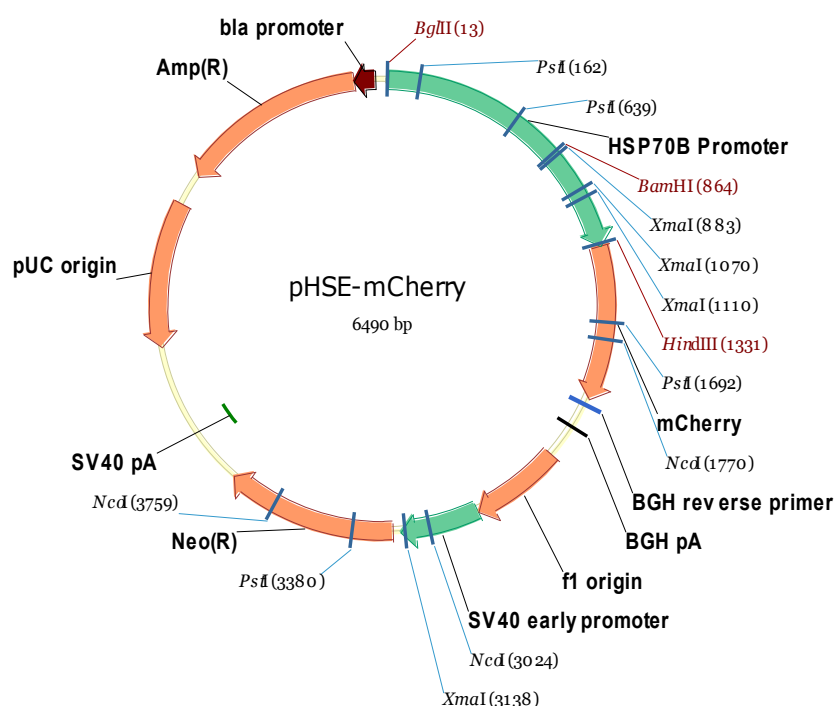 bla promoter
BglII(13)
Amp(R)
PstI(162)
PstI(639)
HSP70B Promoter
BamHI(864)
XmaI(883)
pUC origin
XmaI(1070)
pHSE-mCherry
6490 bp
XmaI(1110)
HindIII(1331)
PstI(1692)
mCherry
SV40 pA
NcoI(1770)
NcoI(3759)
BGH reverse primer
Neo(R)
BGH pA
PstI(3380)
f1 origin
SV40 early promoter
NcoI(3024)
XmaI(3138)